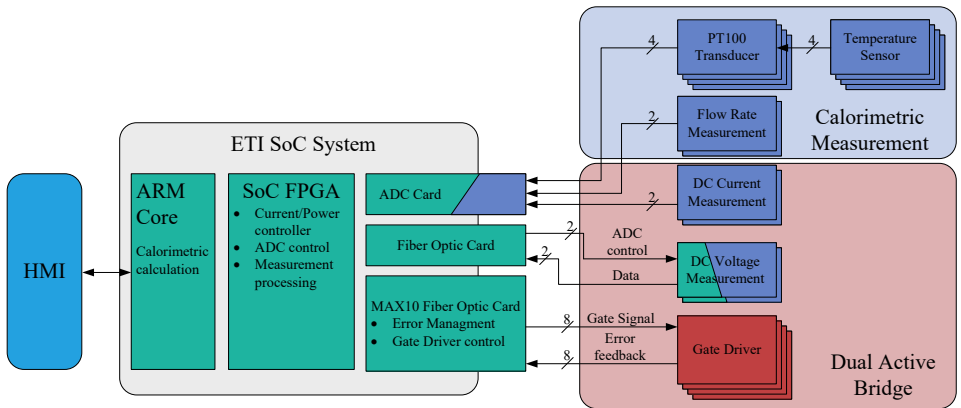 HMI
ETI SoC System
ARM
Core
Calorimetric
calculation
SoC FPGA
• Current/Power
controller
• ADC control
• Measurement
processing
ADC Card
Fiber Optic Card
MAX10 Fiber Optic Card
• Error Managment
• Gate Driver control
4
PT100
Transducer
4
Temperature
Sensor
2
Flow Rate
Measurement
Calorimetric
Measurement
2
DC Current
Measurement
2
ADC
control
2
Data
DC Voltage
Measurement
8
Gate Signal
Error
feedback
8
Gate Driver
Dual Active
Bridge